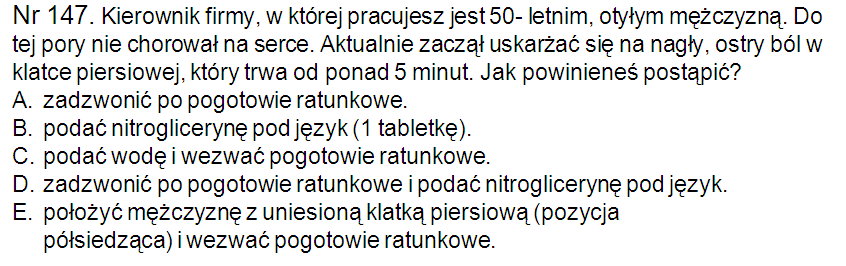 Nr 147. Kierownik firmy, w której pracujesz jest 50- letnim, otyłym mężczyzną. Do
tej pory nie chorował na serce. Aktualnie zaczął uskarżać się na nagły, ostry ból w
klatce piersiowej, który trwa od ponad 5 minut. Jak powinieneś postąpić?
A. zadzwonić po pogotowie ratunkowe.
B. podać nitroglicerynę pod język (1 tabletkę).
C. podać wodę i wezwać pogotowie ratunkowe.
D. zadzwonić po pogotowie ratunkowe i podać nitroglicerynę pod język.
E. położyć mężczyznę z uniesioną klatką piersiową (pozycja
półsiedząca) i wezwać pogotowie ratunkowe.